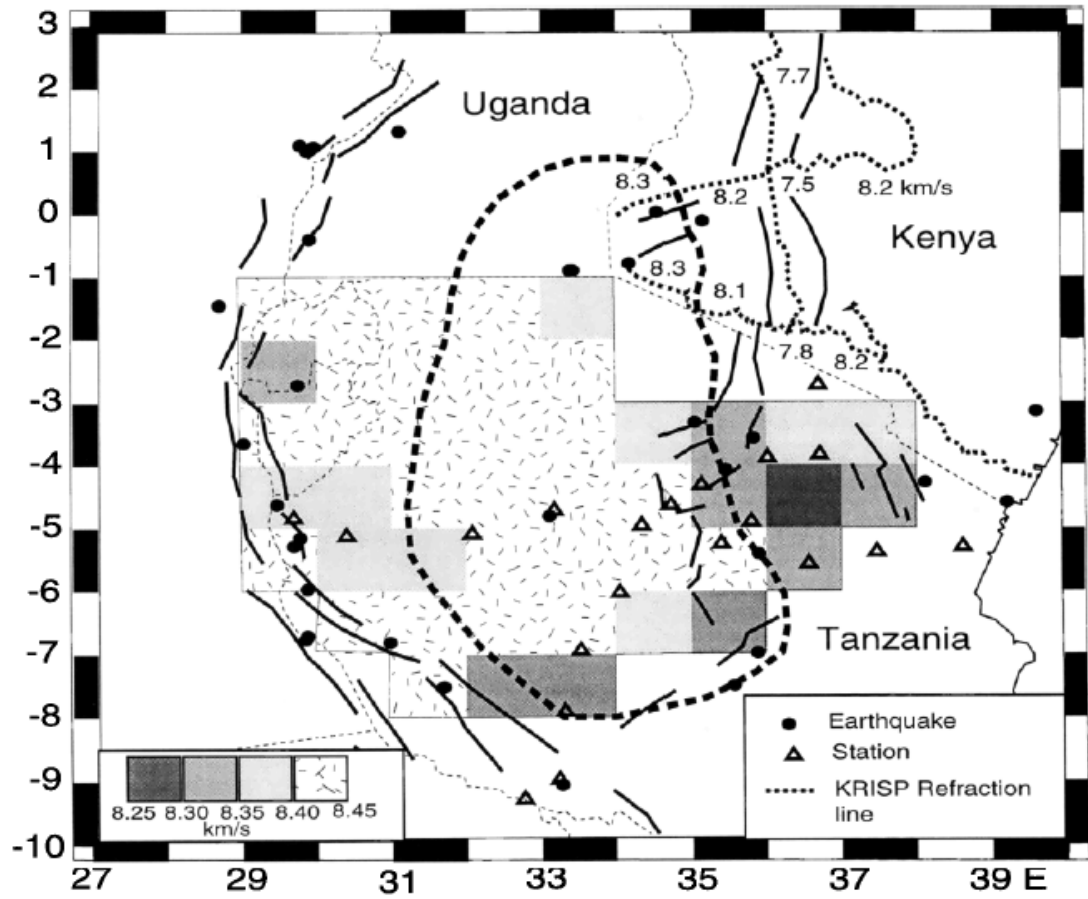 3
2
1
0
-1
-2
-3
-4
-5
-6
-7
-8
-9
-10
Uganda
7.7
8.3
8.2
7.5
8.2 km/s
Kenya
8.3
8.1
7.8
8.2
Tanzania
Earthquake
Station
KRISP Refraction
line
8.25 8.30 8.35 8.40 8.45
km/s
27 29 31 33 35 37 39 E